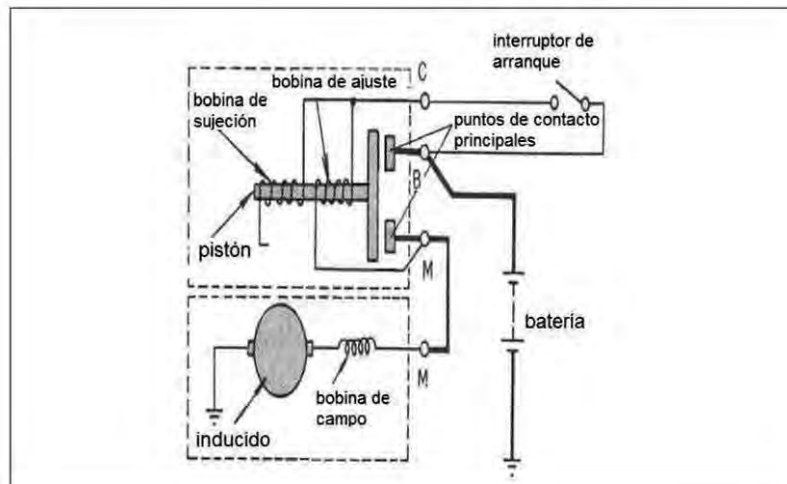 interruptor de
arranque
C
bobina de ajuste
bobina de
sujeción
puntos de contacto
principales
B
pistón
M
batería
M
bobina de
campo
inducido